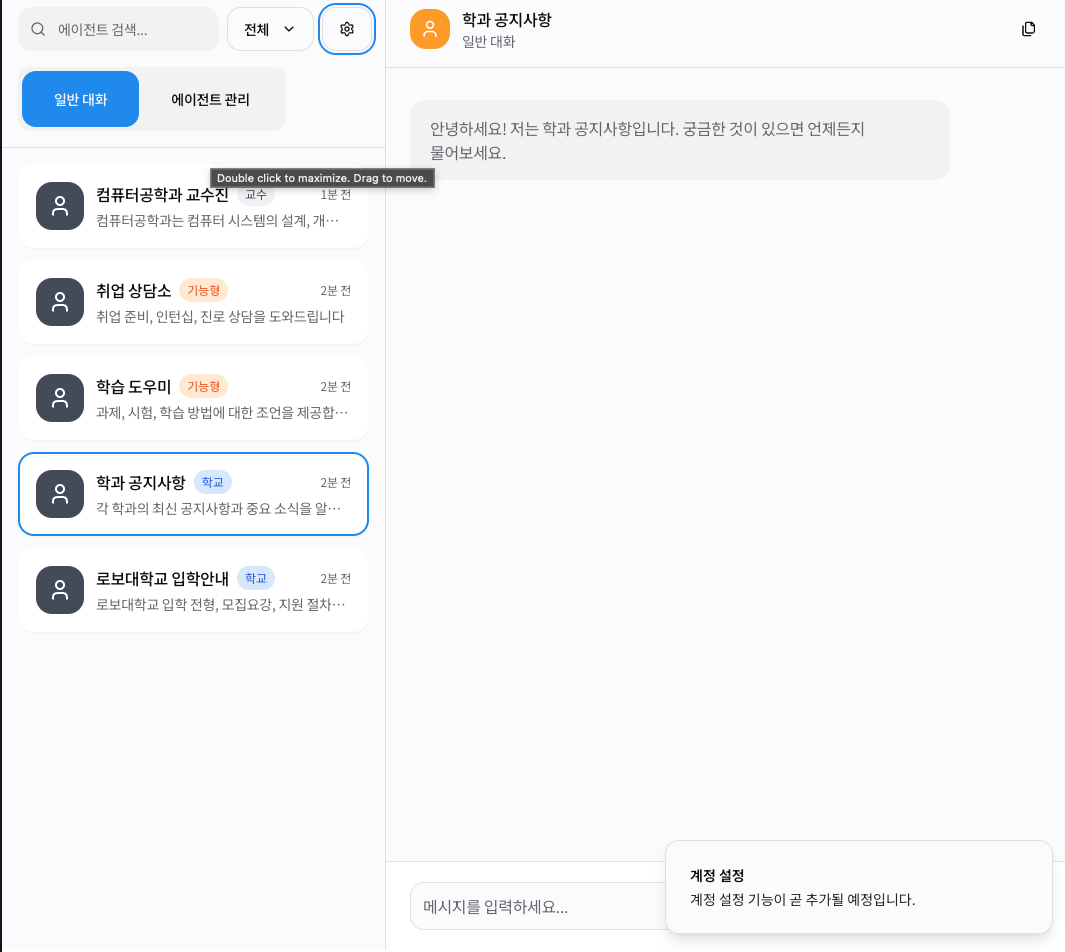 에이전트 검색...
전체
일반 대화
에이전트 관리
Double click to maximize. Drag to move.
컴퓨터공학과 교수진 교수 1분 전
컴퓨터공학과는 컴퓨터 시스템의 설계, 개…
취업 상담소 기능형 2분 전
취업 준비, 인턴십, 진로 상담을 도와드립니다
학습 도우미 기능형 2분 전
과제, 시험, 학습 방법에 대한 조언을 제공합…
학과 공지사항 학교 2분 전
각 학과의 최신 공지사항과 중요 소식을 알…
로보대학교 입학안내 학교 2분 전
로보대학교 입학 전형, 모집요강, 지원 절차…
학과 공지사항
일반 대화
안녕하세요! 저는 학과 공지사항입니다. 궁금한 것이 있으면 언제든지
물어보세요.
메시지를 입력하세요...
계정 설정
계정 설정 기능이 곧 추가될 예정입니다.